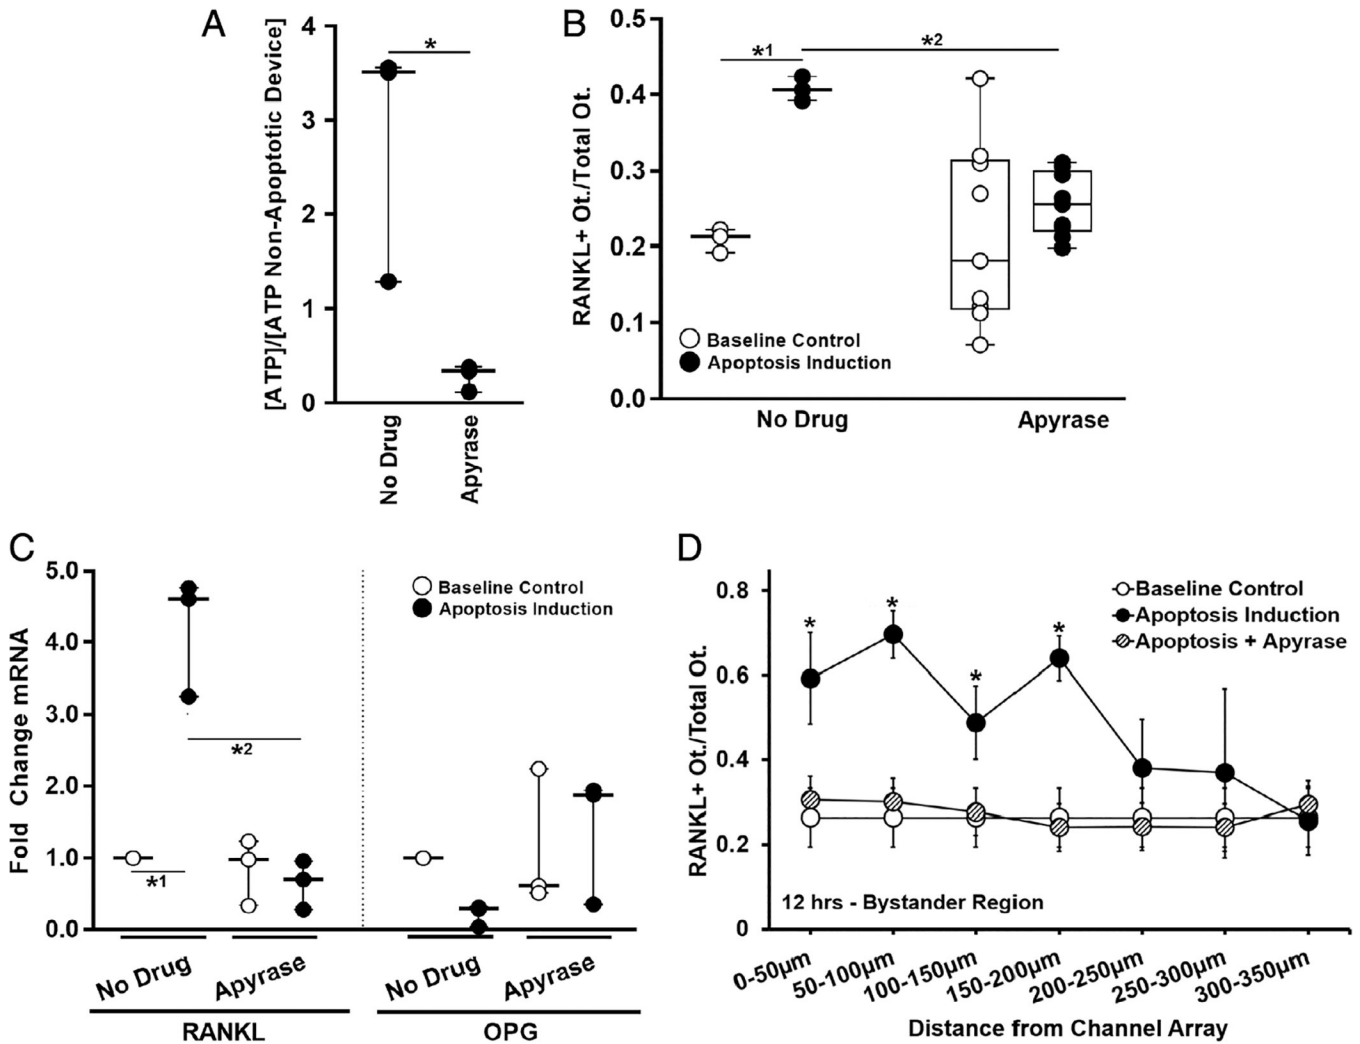 A
[ATP]/[ATP Non-Apoptotic Device]
4
3
2
1
0
*
No Drug
Apyrase
B
RANKL+ Ot./Total Ot.
0.5
0.4
0.3
0.2
0.1
0.0
*1
*2
Baseline Control
Apoptosis Induction
No Drug
Apyrase
C
Fold Change mRNA
5.0
4.0
3.0
2.0
1.0
0.0
*2
*1
Baseline Control
Apoptosis Induction
No Drug
Apyrase
No Drug
Apyrase
RANKL
OPG
D
RANKL+ Ot./Total Ot.
0.8
0.6
0.4
0.2
0
* * * *
Baseline Control
Apoptosis Induction
Apoptosis + Apyrase
12 hrs - Bystander Region
0-50µm
50-100µm
100-150µm
150-200µm
200-250µm
250-300µm
300-350µm
Distance from Channel Array